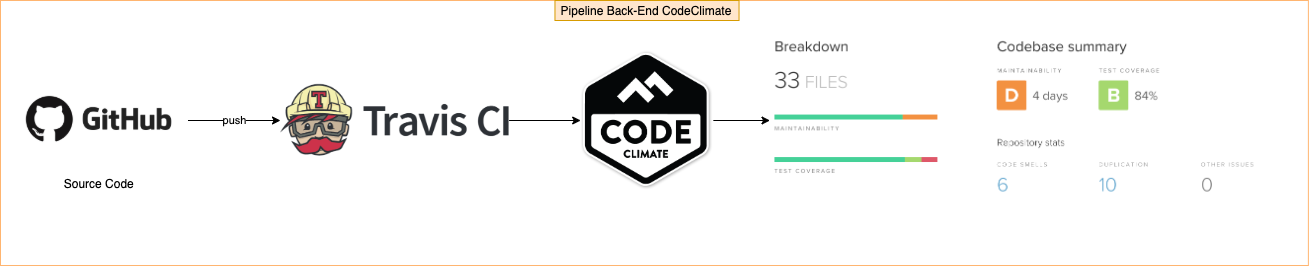 Pipeline Back-End CodeClimate
GitHub
Source Code
push
T
Travis CI
CODE
CLIMATE
Breakdown
33 FILES
MAINTAINABILITY
TEST COVERAGE
Codebase summary
MAINTAINABILITY
TEST COVERAGE
D 4 days
B 84%
Repository stats
CODE SMELLS
DUPLICATION
OTHER ISSUES
6
10
0